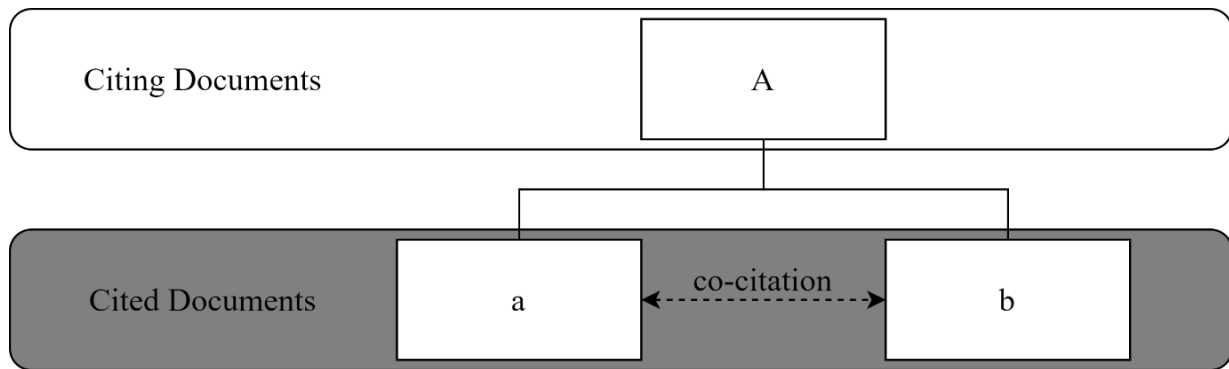 Citing Documents
A
Cited Documents
a
co-citation
b